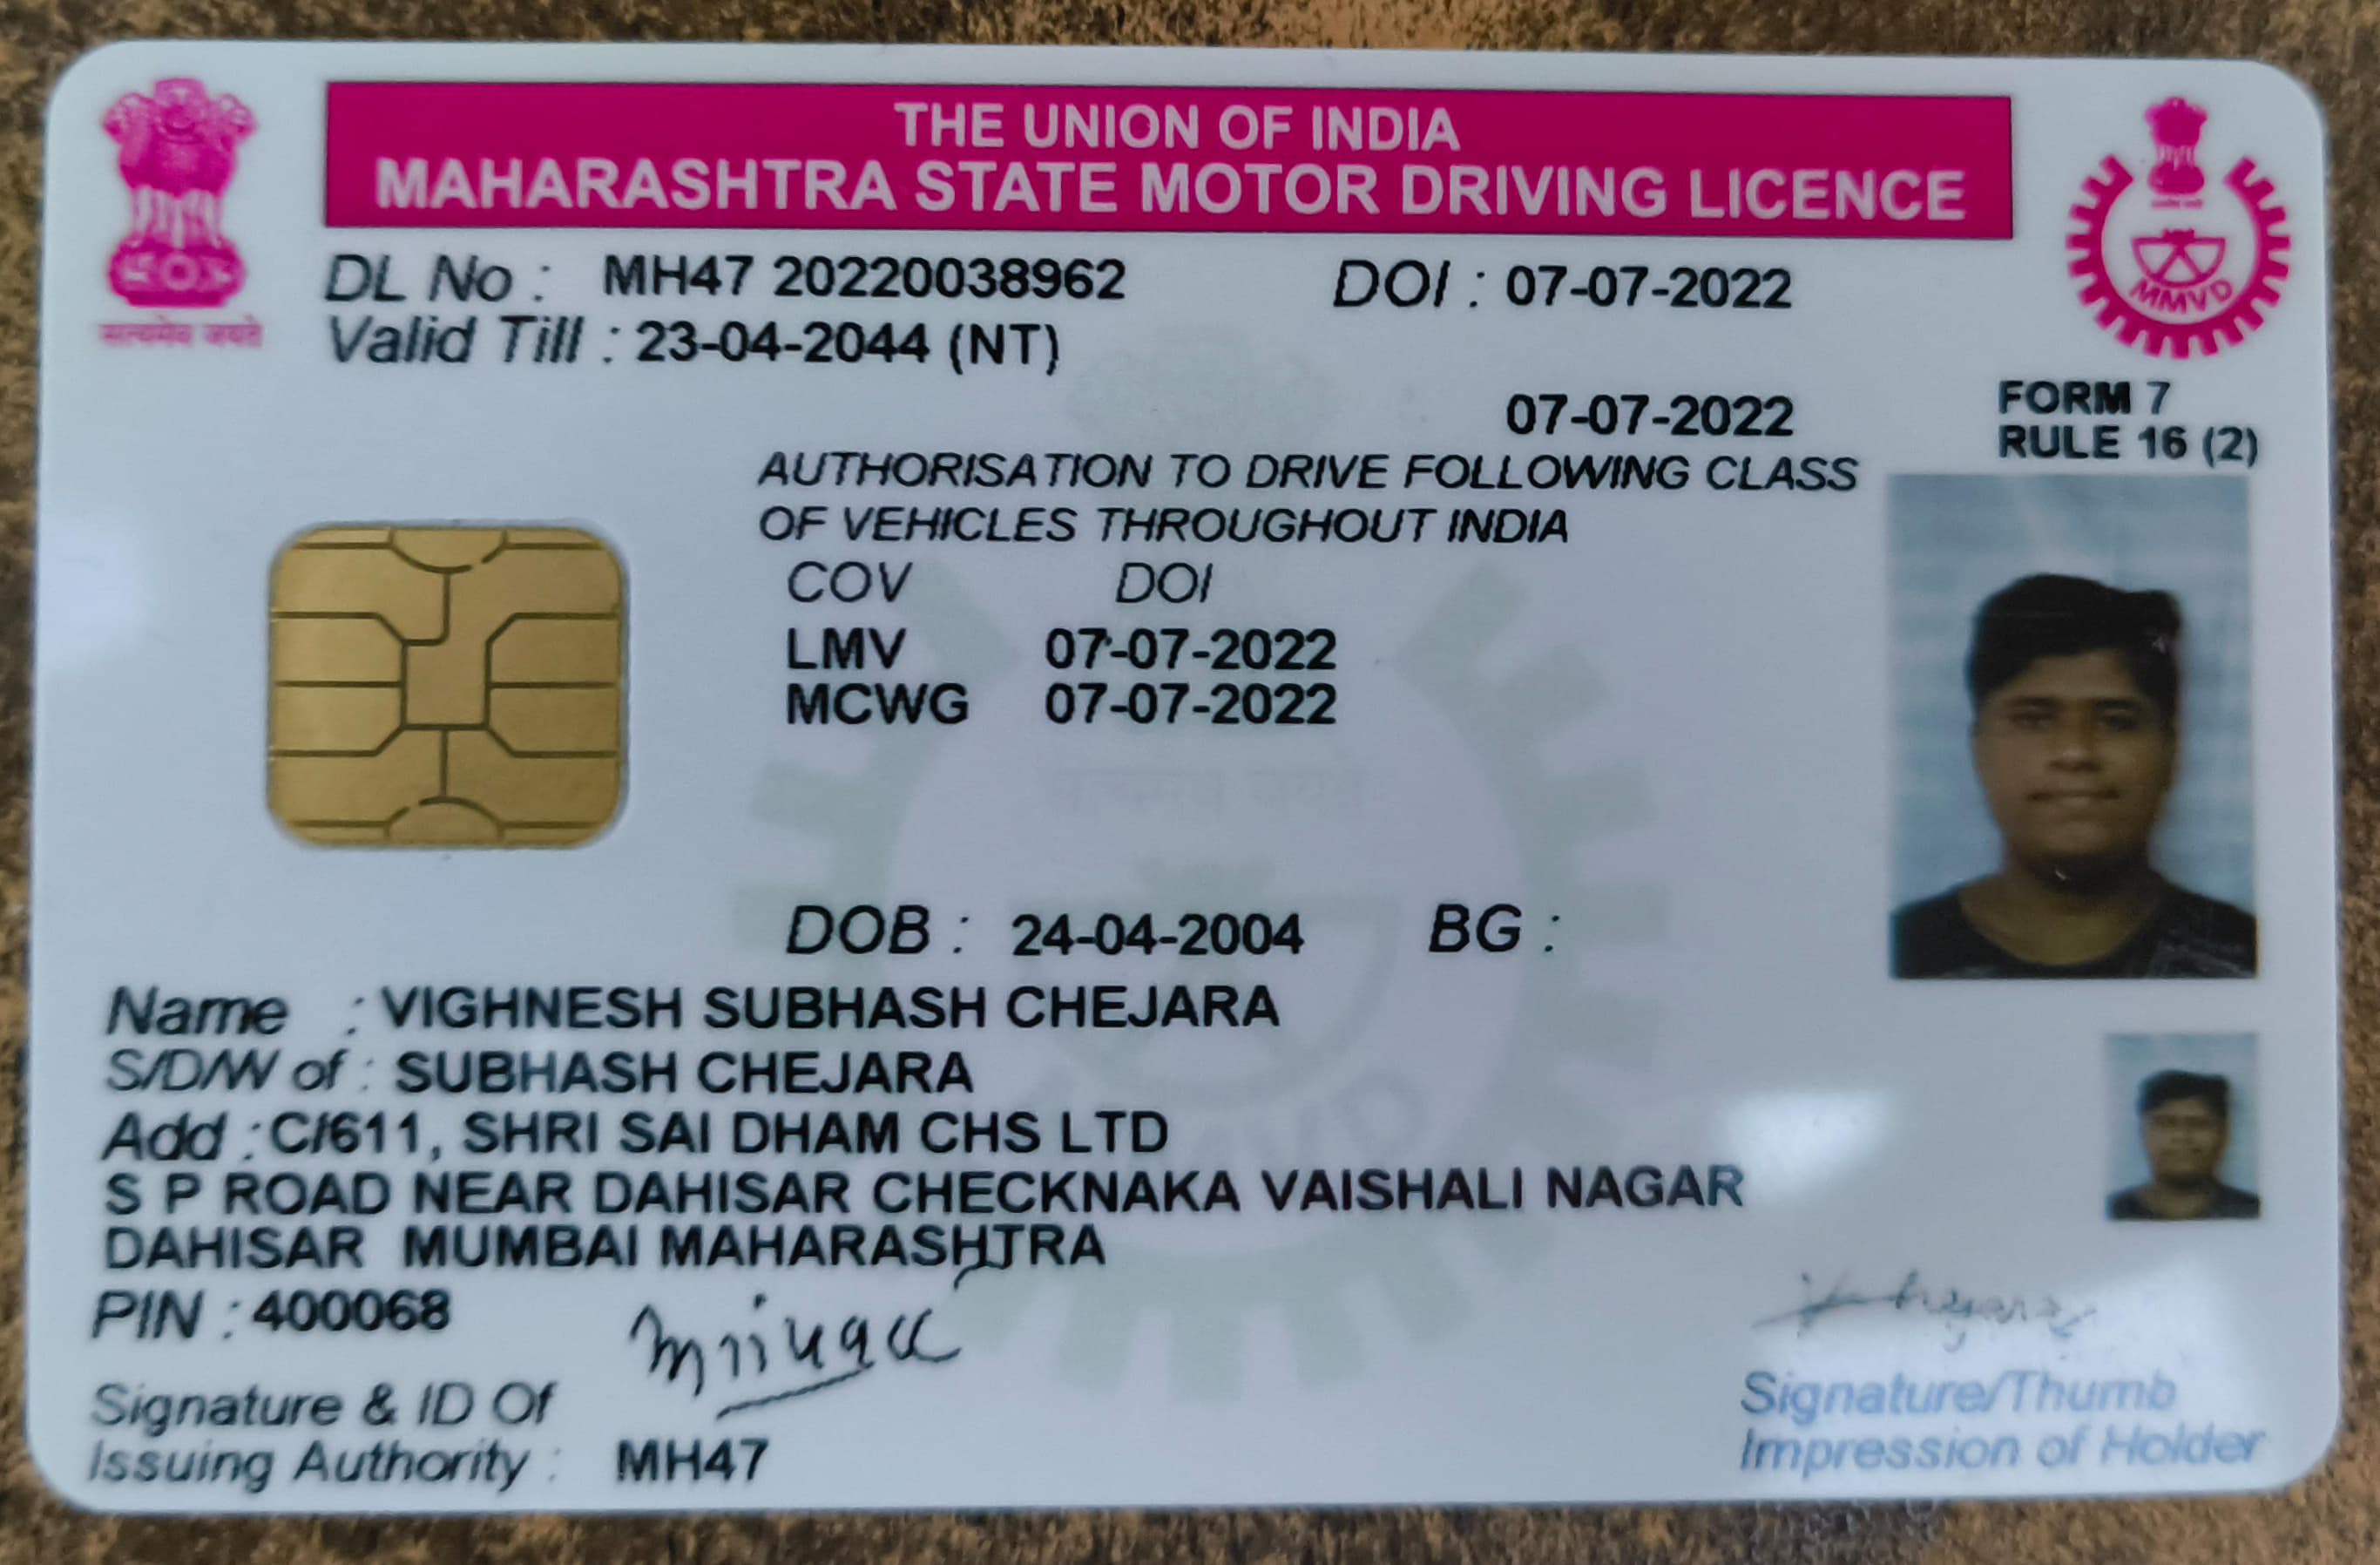 THE UNION OF INDIA
MAHARASHTRA STATE MOTOR DRIVING LICENCE
सत्यमेव जयते
MMVD
DL No : MH47 20220038962 DOI : 07-07-2022
Valid Till : 23-04-2044 (NT)
07-07-2022
FORM 7
RULE 16 (2)
AUTHORISATION TO DRIVE FOLLOWING CLASS
OF VEHICLES THROUGHOUT INDIA
COV DOI
LMV 07-07-2022
MCWG 07-07-2022
DOB : 24-04-2004 BG :
Name : VIGHNESH SUBHASH CHEJARA
S/D/W of : SUBHASH CHEJARA
Add : C/611, SHRI SAI DHAM CHS LTD
S P ROAD NEAR DAHISAR CHECKNAKA VAISHALI NAGAR
DAHISAR MUMBAI MAHARASHTRA
PIN : 400068
Signature & ID Of
Issuing Authority : MH47
Signature/Thumb
Impression of Holder